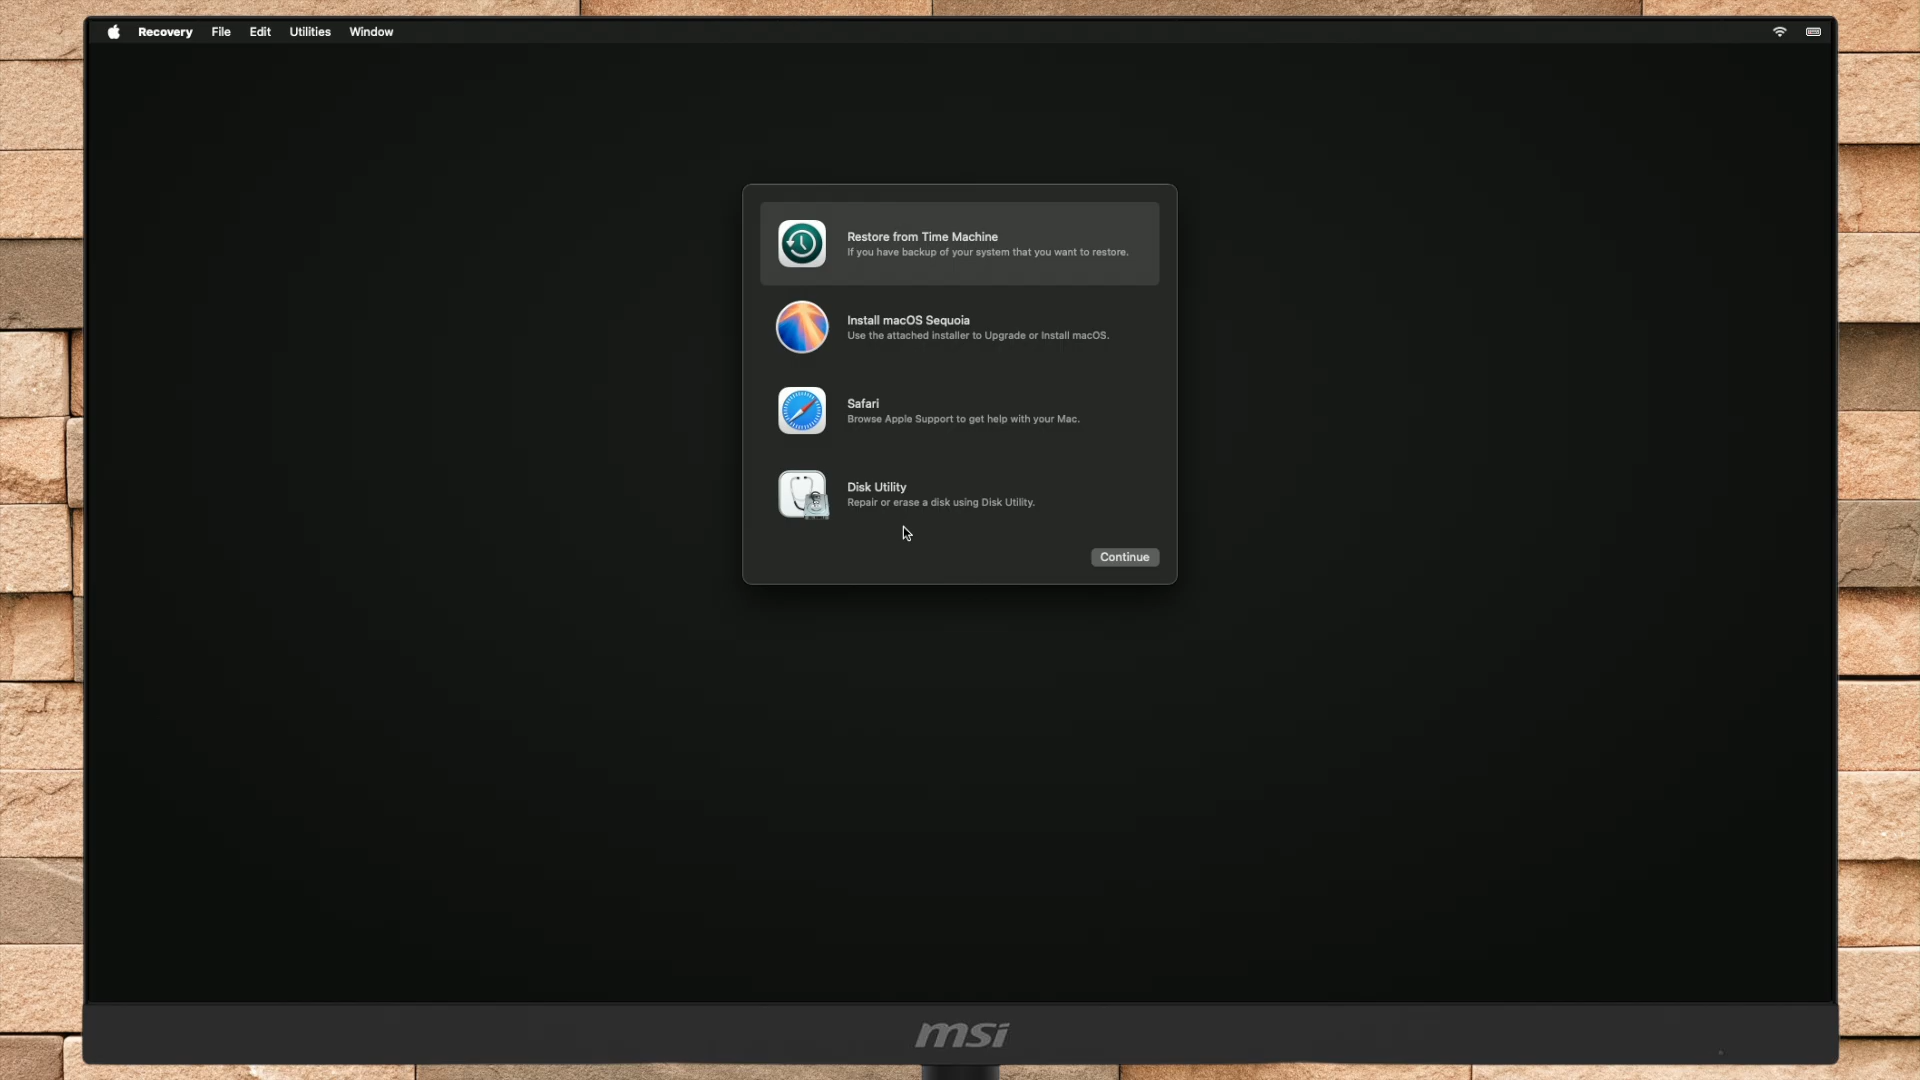 Recovery File Edit Utilities Window
Restore from Time Machine
If you have backup of your system that you want to restore.
Install macOS Sequoia
Use the attached installer to Upgrade or Install macOS.
Safari
Browse Apple Support to get help with your Mac.
Disk Utility
Repair or erase a disk using Disk Utility.
Continue
msi